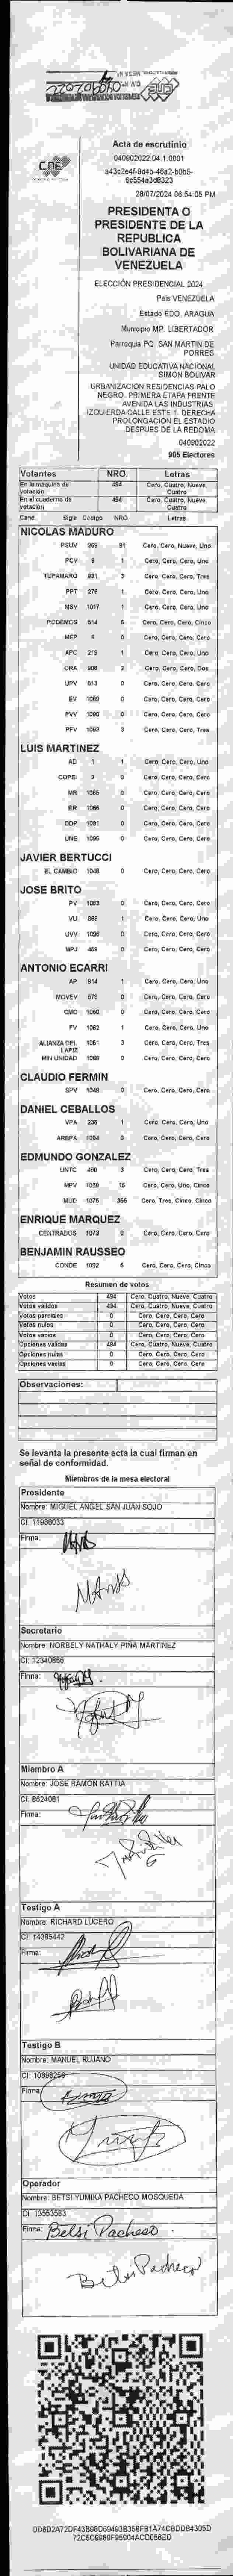 CNE
Acta de escrutinio
040902022.04.1.0001
28/07/2024 06:54:05 PM
PRESIDENTA O
PRESIDENTE DE LA
REPUBLICA
BOLIVARIANA DE
VENEZUELA
ELECCIÓN PRESIDENCIAL 2024
País VENEZUELA
Estado EDO. ARAGUA
Municipio MP. LIBERTADOR
Parroquia PQ. SAN MARTIN DE
PORRES
UNIDAD EDUCATIVA NACIONAL
SIMON BOLIVAR
URBANIZACION RESIDENCIAS PALO
NEGRO. PRIMERA ETAPA FRENTE
AVENIDA LAS INDUSTRIAS.
IZQUIERDA CALLE ESTE 1. DERECHA
PROLONGACION EL ESTADIO
DESPUES DE LA REDOMA
040902022
905 Electores
Votantes NRO. Letras
En la máquina de votación 494 Cero, Cuatro, Nueve, Cuatro
En el cuaderno de votación 494 Cero, Cuatro, Nueve, Cuatro
Cand. Sigla Código NRO Letras
NICOLAS MADURO
PSUV 91 Cero, Cero, Nueve, Uno
PCV 9 1 Cero, Cero, Cero, Uno
TUPAMARO 831 3 Cero, Cero, Cero, Tres
PPT 275 1 Cero, Cero, Cero, Uno
MSV 1017 1 Cero, Cero, Cero, Uno
PODEMOS 514 5 Cero, Cero, Cero, Cinco
MEP 6 0 Cero, Cero, Cero, Cero
APC 219 1 Cero, Cero, Cero, Uno
ORA 906 2 Cero, Cero, Cero, Dos
UPV 613 0 Cero, Cero, Cero, Cero
EV 1089 0 Cero, Cero, Cero, Cero
PVV 1090 0 Cero, Cero, Cero, Cero
PFV 1093 3 Cero, Cero, Cero, Tres
LUIS MARTINEZ
AD 1 1 Cero, Cero, Cero, Uno
COPEI 2 0 Cero, Cero, Cero, Cero
MR 1065 0 Cero, Cero, Cero, Cero
BR 1066 0 Cero, Cero, Cero, Cero
DDP 1091 0 Cero, Cero, Cero, Cero
UNE 1095 0 Cero, Cero, Cero, Cero
JAVIER BERTUCCI
EL CAMBIO 1048 0 Cero, Cero, Cero, Cero
JOSE BRITO
PV 1053 0 Cero, Cero, Cero, Cero
VU 1 Cero, Cero, Cero, Uno
UVV 1096 0 Cero, Cero, Cero, Cero
MPJ 458 0 Cero, Cero, Cero, Cero
ANTONIO ECARRI
AP 914 1 Cero, Cero, Cero, Uno
MOVEV 0 Cero, Cero, Cero, Cero
CMC 1060 0 Cero, Cero, Cero, Cero
FV 1082 1 Cero, Cero, Cero, Uno
ALIANZA DEL LAPIZ 1051 3 Cero, Cero, Cero, Tres
MIN UNIDAD 1088 0 Cero, Cero, Cero, Cero
CLAUDIO FERMIN
SPV 1049 0 Cero, Cero, Cero, Cero
DANIEL CEBALLOS
VPA 1 Cero, Cero, Cero, Uno
AREPA 1094 0 Cero, Cero, Cero, Cero
EDMUNDO GONZALEZ
UNTC 3 Cero, Cero, Cero, Tres
MPV 15 Cero, Cero, Uno, Cinco
MUD 1075 355 Cero, Tres, Cinco, Cinco
ENRIQUE MARQUEZ
CENTRADOS 1073 0 Cero, Cero, Cero, Cero
BENJAMIN RAUSSEO
CONDE 1092 5 Cero, Cero, Cero, Cinco
Resumen de votos
Votos 494 Cero, Cuatro, Nueve, Cuatro
Votos válidos 494 Cero, Cuatro, Nueve, Cuatro
Votos parciales 0 Cero, Cero, Cero, Cero
Votos nulos 0 Cero, Cero, Cero, Cero
Votos vacios 0 Cero, Cero, Cero, Cero
Opciones válidas 494 Cero, Cuatro, Nueve, Cuatro
Opciones nulas 0 Cero, Cero, Cero, Cero
Opciones vacías 0 Cero, Cero, Cero, Cero
Observaciones:
Se levanta la presente acta la cual firman en
señal de conformidad.
Miembros de la mesa electoral
Presidente
Nombre: MIGUEL ANGEL SAN JUAN SOJO
CI: 11988033
Firma:
Secretario
Nombre: NORBELY NATHALY PIÑA MARTINEZ
CI: 12340866
Firma:
Miembro A
Nombre: JOSE RAMON RATTIA
CI: 8624081
Firma:
Testigo A
Nombre: RICHARD LUCERO
CI: 14395442
Firma:
Testigo B
Nombre: MANUEL RUJANO
CI: 10898256
Firma:
Operador
Nombre: BETSI YUMIKA PACHECO MOSQUEDA
CI: 13553583
Firma: Betsi Pacheco
Betsi Pacheco